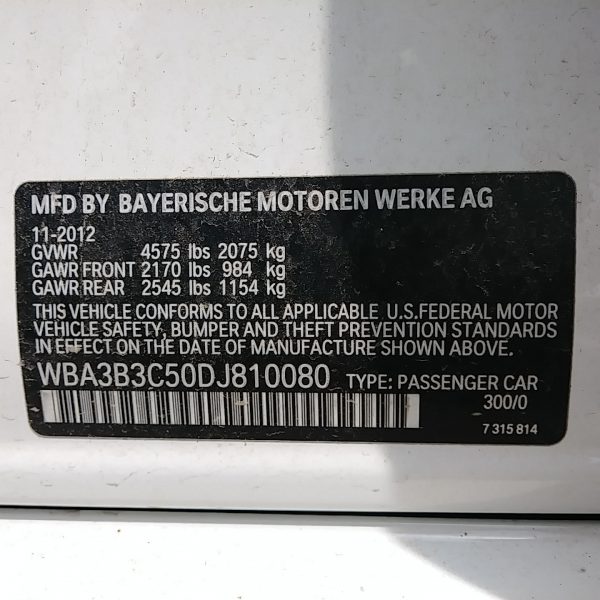 MFD BY BAYERISCHE MOTOREN WERKE AG
11-2012
GVWR 4575 lbs 2075 kg
GAWR FRONT 2170 lbs 984 kg
GAWR REAR 2545 lbs 1154 kg
THIS VEHICLE CONFORMS TO ALL APPLICABLE U.S.FEDERAL MOTOR
VEHICLE SAFETY, BUMPER AND THEFT PREVENTION STANDARDS
IN EFFECT ON THE DATE OF MANUFACTURE SHOWN ABOVE.
WBA3B3C50DJ810080 TYPE: PASSENGER CAR
300/0
7 315 814